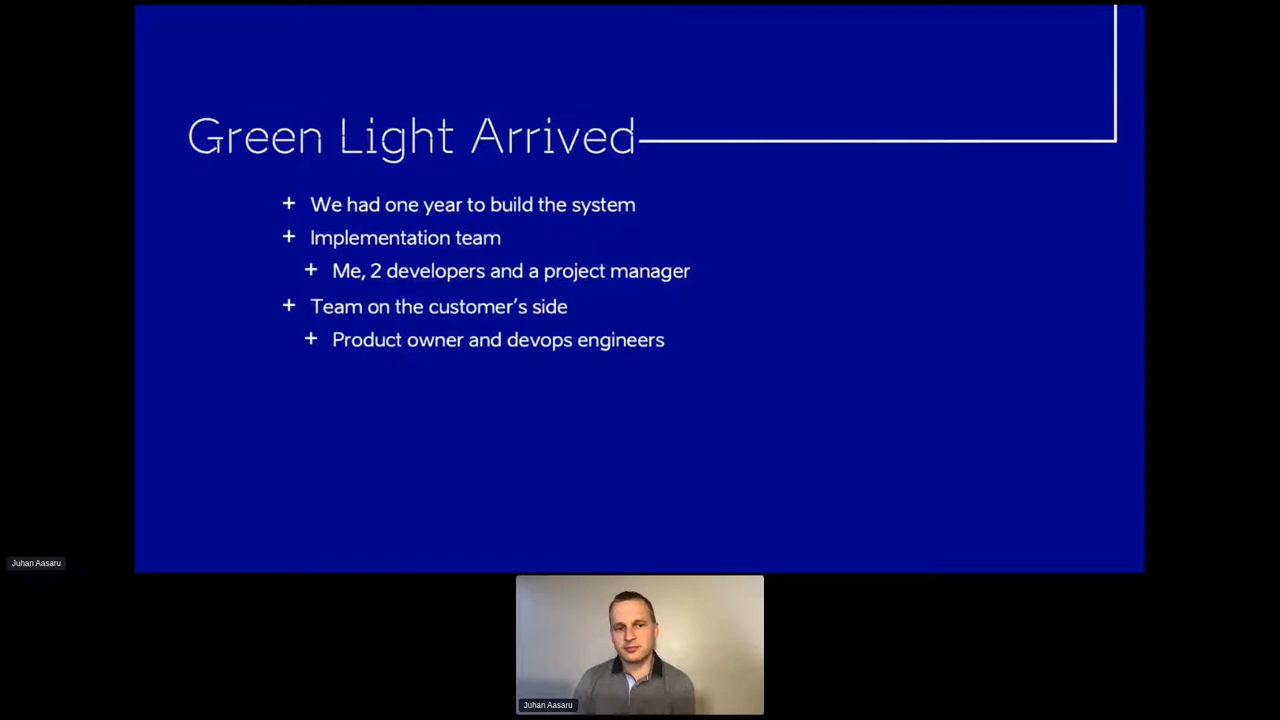 Green Light Arrived
+ We had one year to build the system
+ Implementation team
+ Me, 2 developers and a project manager
+ Team on the customer’s side
+ Product owner and devops engineers
Juhan Aasaru
Juhan Aasaru